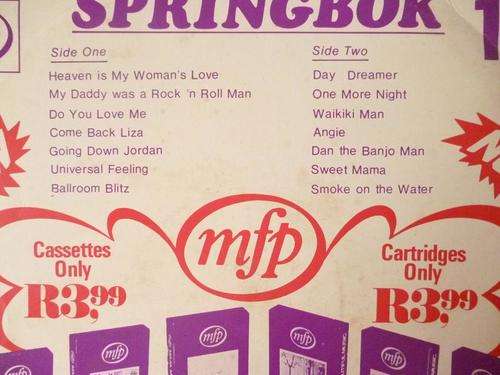 SPRINGBOK
Side One
Heaven is My Woman's Love
My Daddy was a Rock 'n Roll Man
Do You Love Me
Come Back Liza
Going Down Jordan
Universal Feeling
Ballroom Blitz
Side Two
Day Dreamer
One More Night
Waikiki Man
Angie
Dan the Banjo Man
Sweet Mama
Smoke on the Water
mfp
Cassettes
Only
R3,99
Cartridges
Only
R3,99
mfp
mfp
mfp
mfp